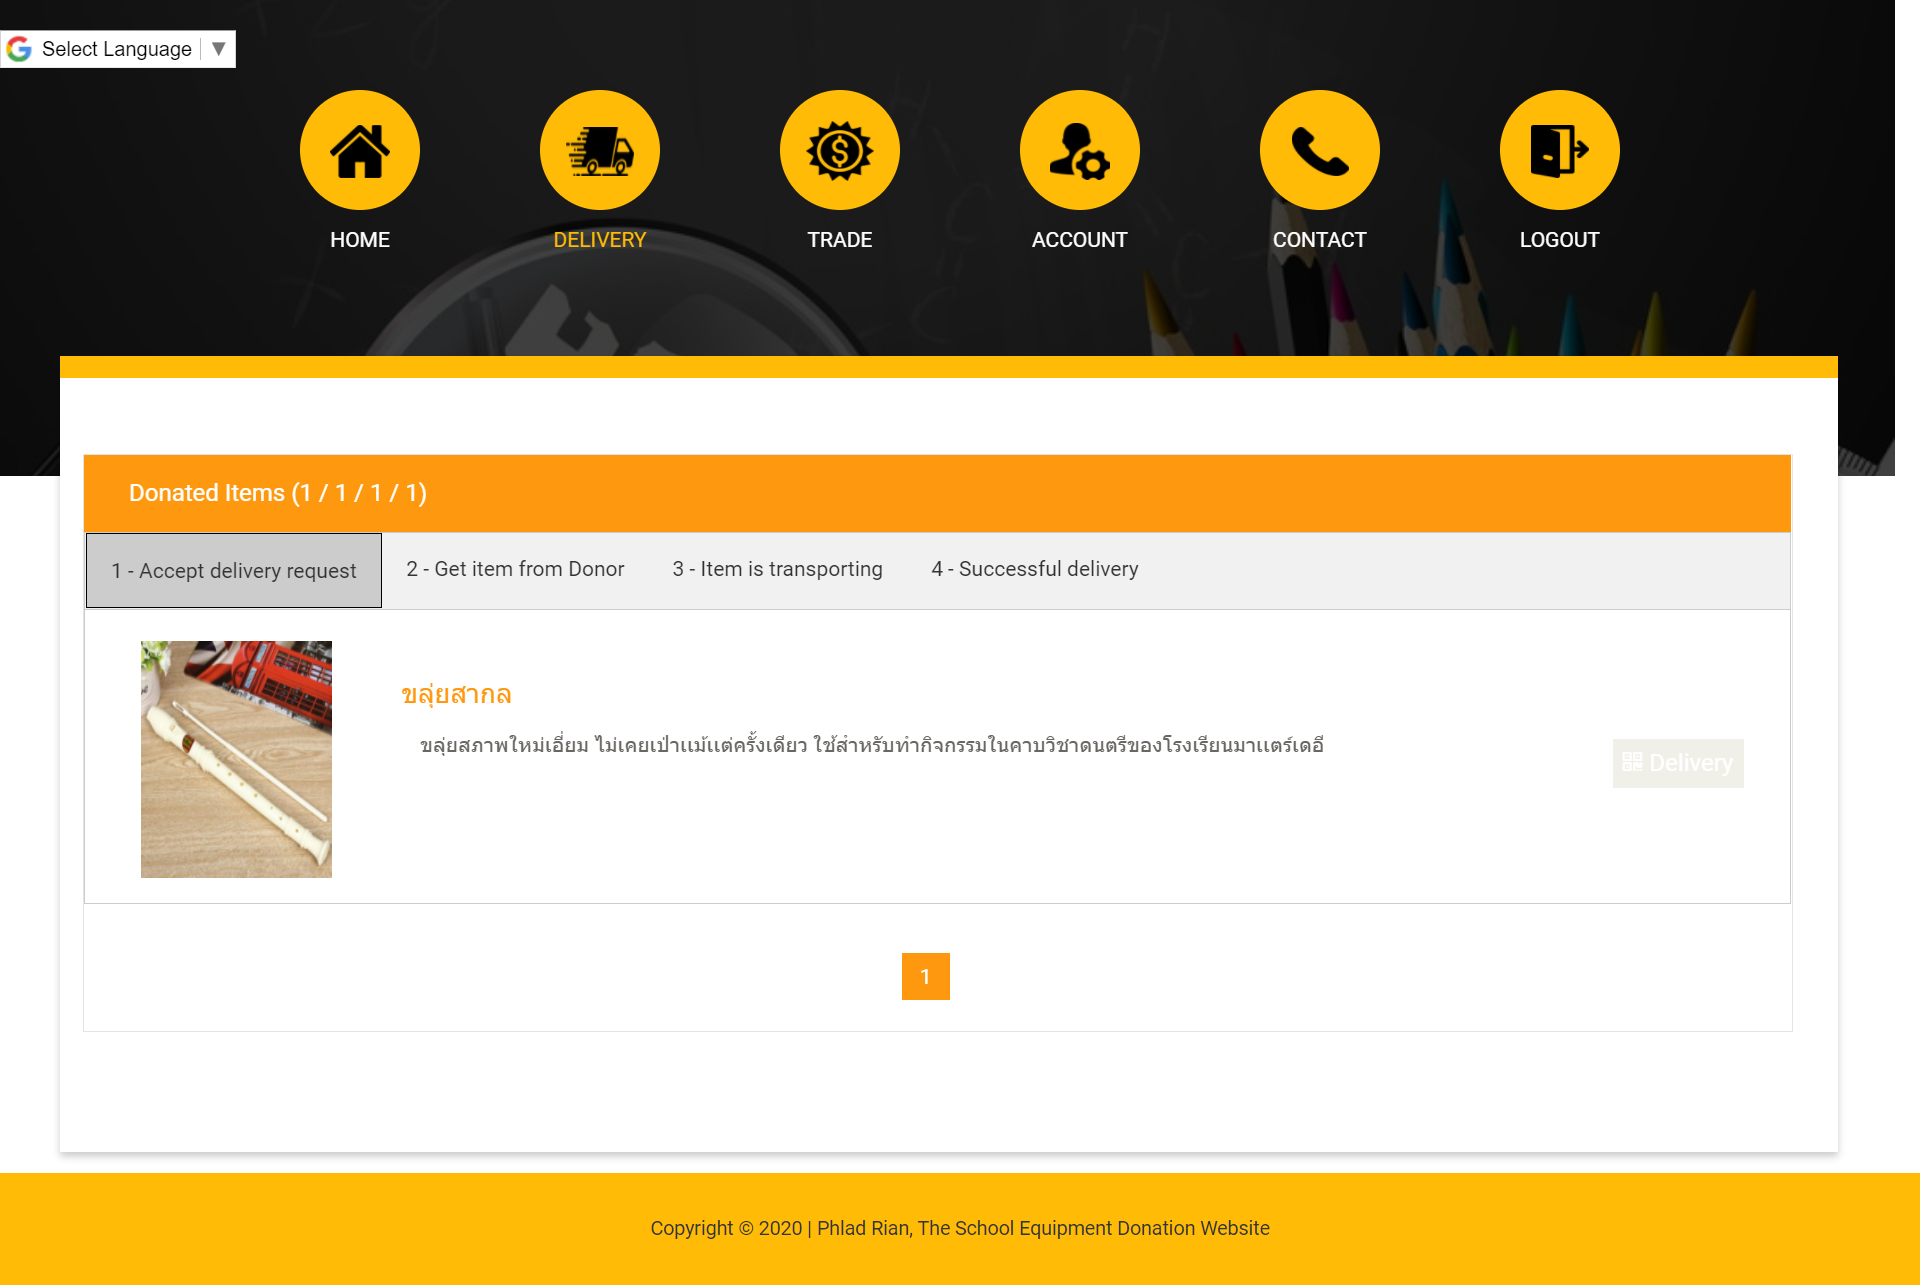 Select Language ▼
HOME
DELIVERY
TRADE
ACCOUNT
CONTACT
LOGOUT
Donated Items (1 / 1 / 1 / 1)
1 - Accept delivery request
2 - Get item from Donor
3 - Item is transporting
4 - Successful delivery
ขลุ่ยสากล
ขลุ่ยสภาพใหม่เอี่ยม ไม่เคยเป่าแม้แต่ครั้งเดียว ใช้สำหรับทำกิจกรรมในคาบวิชาดนตรีของโรงเรียนมาแตร์เดอี
Delivery
1
Copyright © 2020 | Phlad Rian, The School Equipment Donation Website